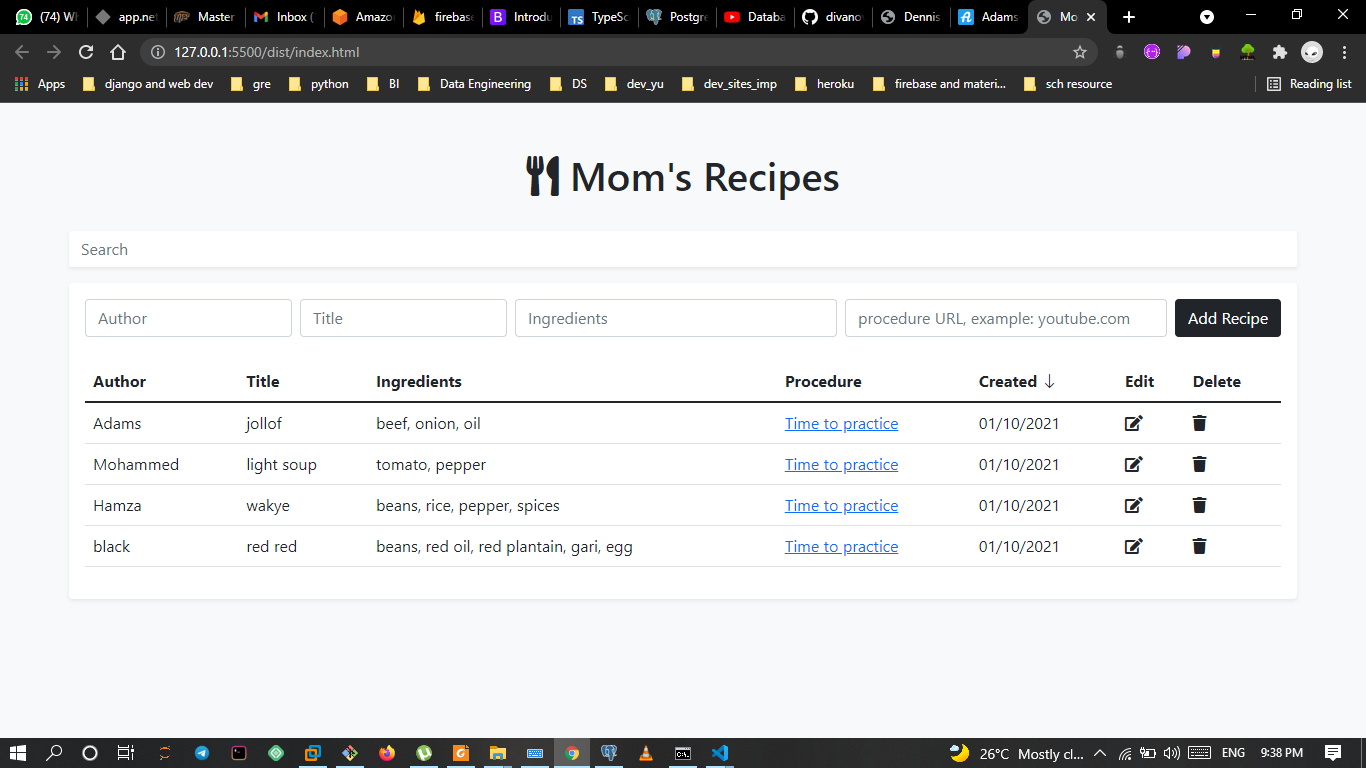 74 (74) Wh app.net Master Inbox ( Amazo firebase B Introdu TS TypeSc Postgre Databa divano Dennis Adams Mo
127.0.0.1:5500/dist/index.html
Apps django and web dev gre python BI Data Engineering DS dev_yu dev_sites_imp heroku firebase and materi... sch resource Reading list
Mom's Recipes
Search
Author Title Ingredients procedure URL, example: youtube.com Add Recipe
Author Title Ingredients Procedure Created ↓ Edit Delete
Adams jollof beef, onion, oil Time to practice 01/10/2021
Mohammed light soup tomato, pepper Time to practice 01/10/2021
Hamza wakye beans, rice, pepper, spices Time to practice 01/10/2021
black red red beans, red oil, red plantain, gari, egg Time to practice 01/10/2021
26°C Mostly cl... ENG 9:38 PM